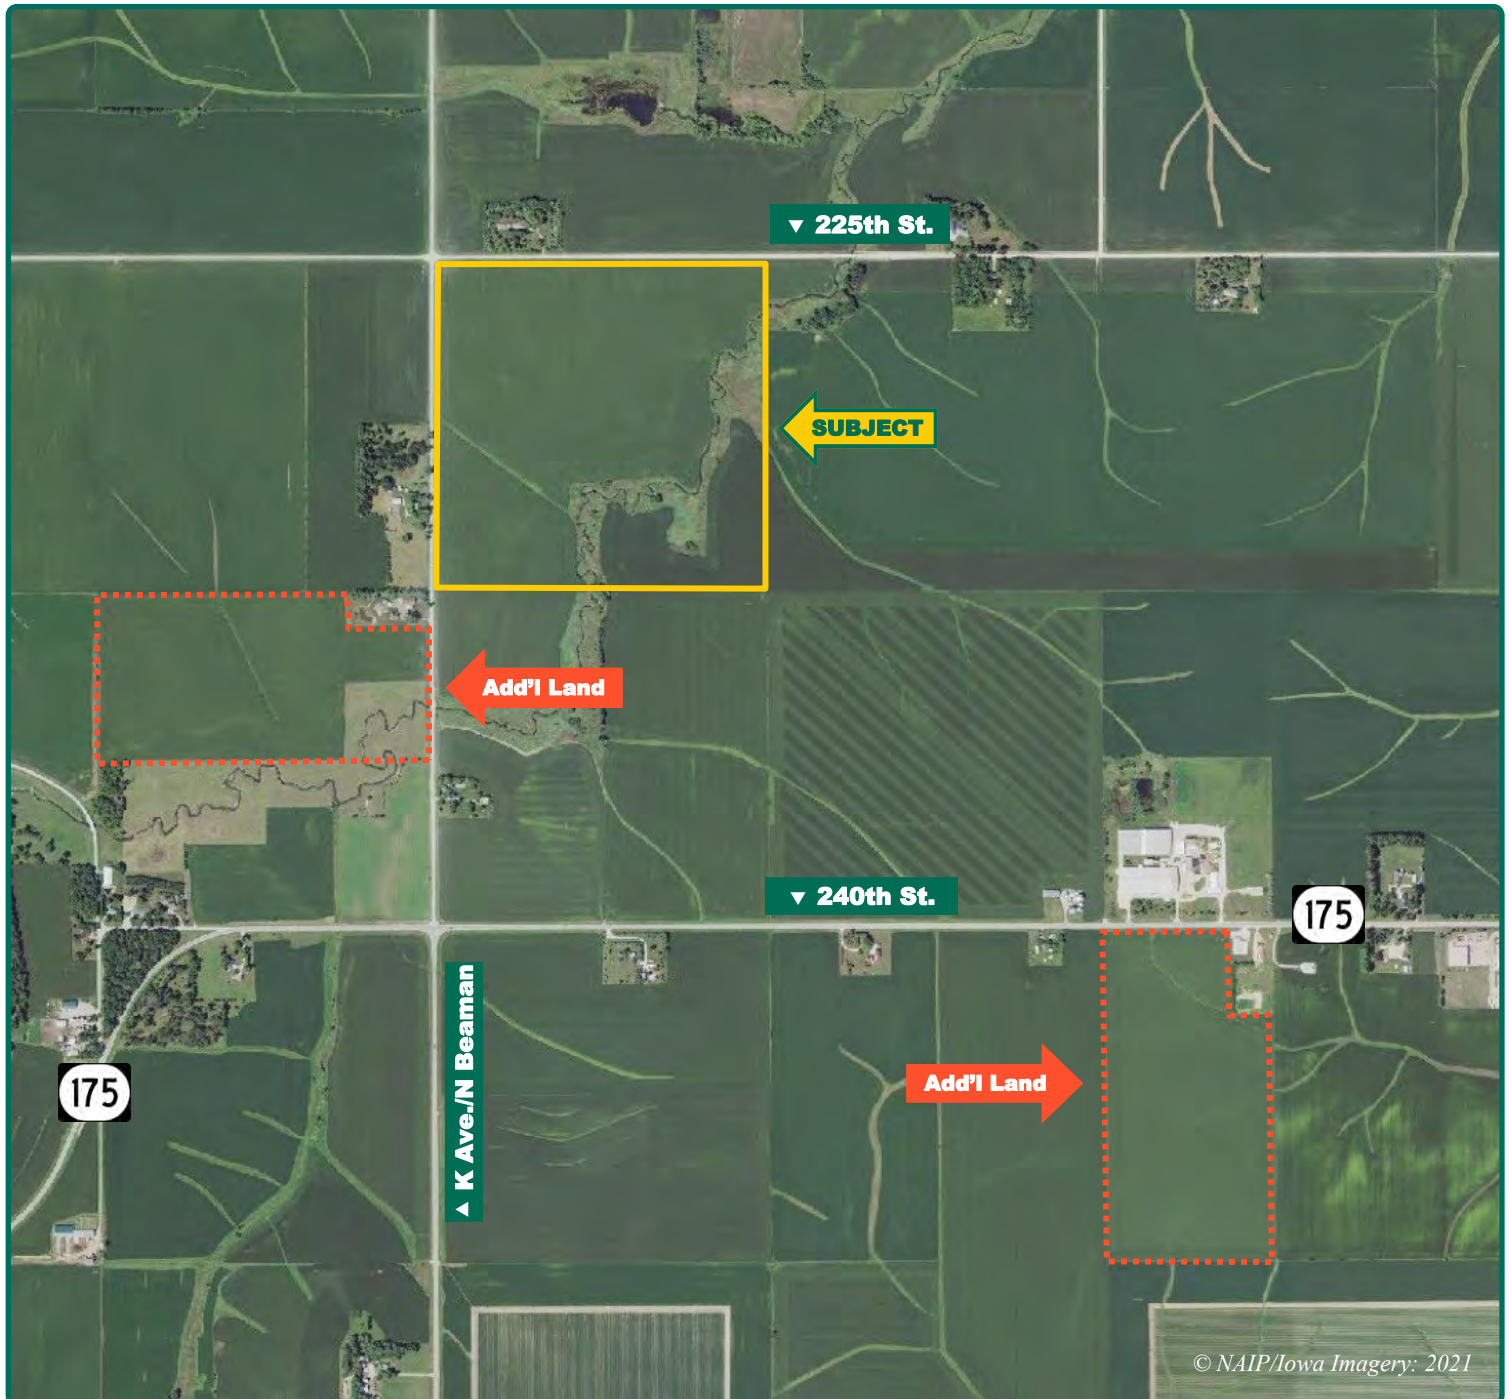 ▼ 225th St.
SUBJECT
Add'l Land
▼ 240th St.
175
▲ K Ave./N Beaman
Add'l Land
175
© NAIP/Iowa Imagery: 2021